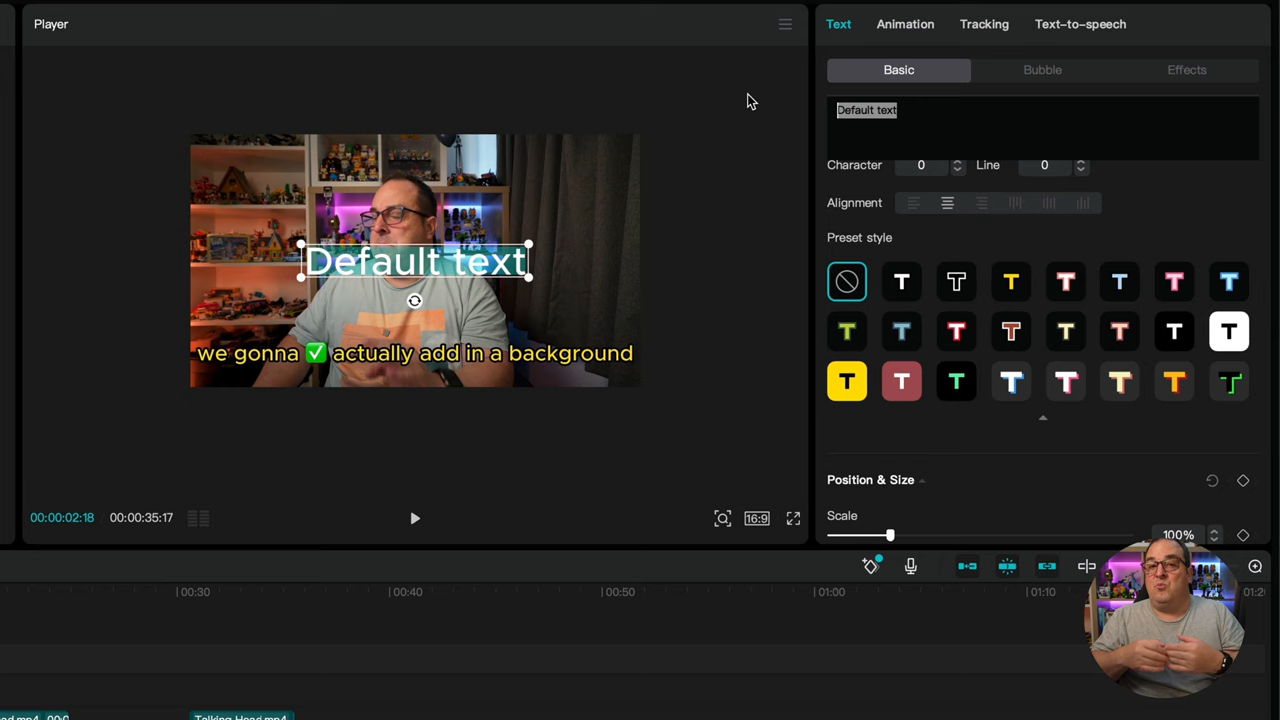 Player
Text Animation Tracking Text-to-speech
Basic Bubble Effects
Default text
Character 0 Line 0
Alignment
Preset style
T T T T T T T
T T T T T T T T
T T T T T T T T
Default text
we gonna ✅ actually add in a background
Position & Size
Scale
100%
00:00:02:18 00:00:35:17
16:9
00:30 00:40 00:50 01:00 01:10 01:20
Talking Head.mp4